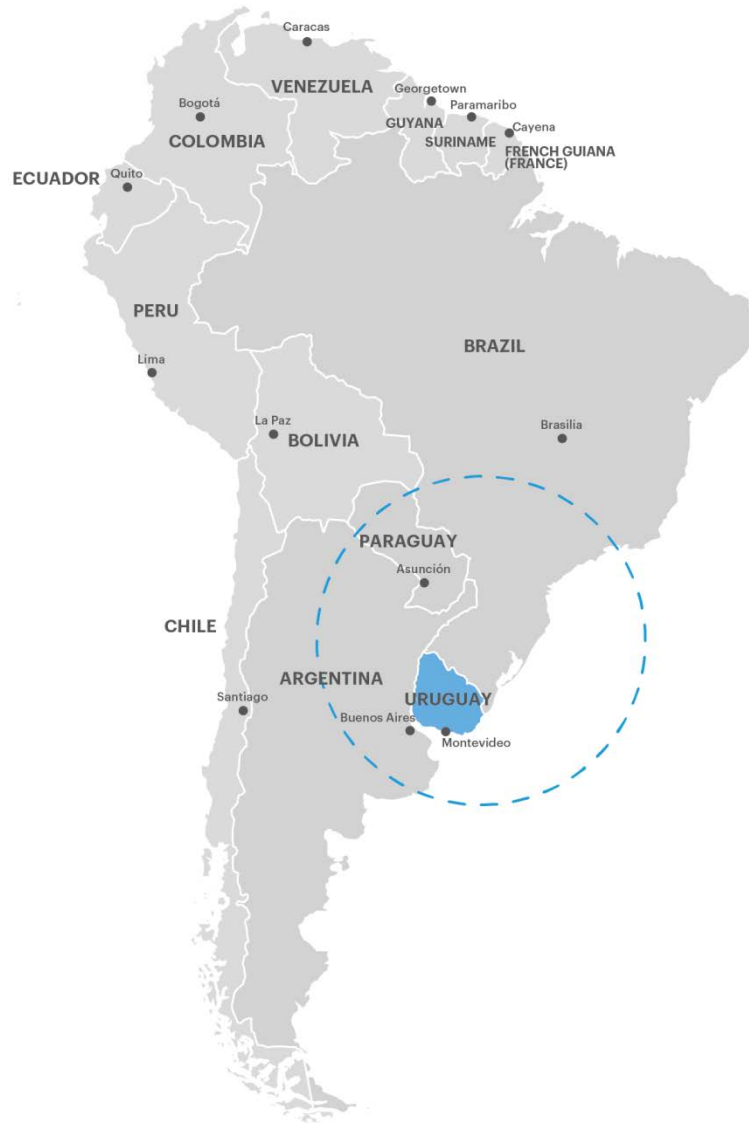 Caracas
VENEZUELA
Georgetown
Paramaribo
Bogotá
GUYANA
Cayena
COLOMBIA
SURINAME
FRENCH GUIANA
(FRANCE)
ECUADOR
Quito
PERU
BRAZIL
Lima
La Paz
Brasilia
BOLIVIA
PARAGUAY
Asunción
CHILE
ARGENTINA
Santiago
URUGUAY
Buenos Aires
Montevideo